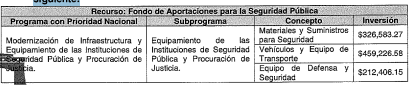 siguiente:
Recurso: Fondo de Aportaciones para la Seguridad Pública
Programa con Prioridad Nacional Subprograma Concepto Inversión
Modernización de Infraestructura y Equipamiento de las Instituciones de Seguridad Pública y Procuración de Justicia.
Equipamiento de las Instituciones de Seguridad Pública y Procuración de Justicia.
Materiales y Suministros para Seguridad $326,583.27
Vehículos y Equipo de Transporte $459,226.58
Equipo de Defensa y Seguridad $212,406.15